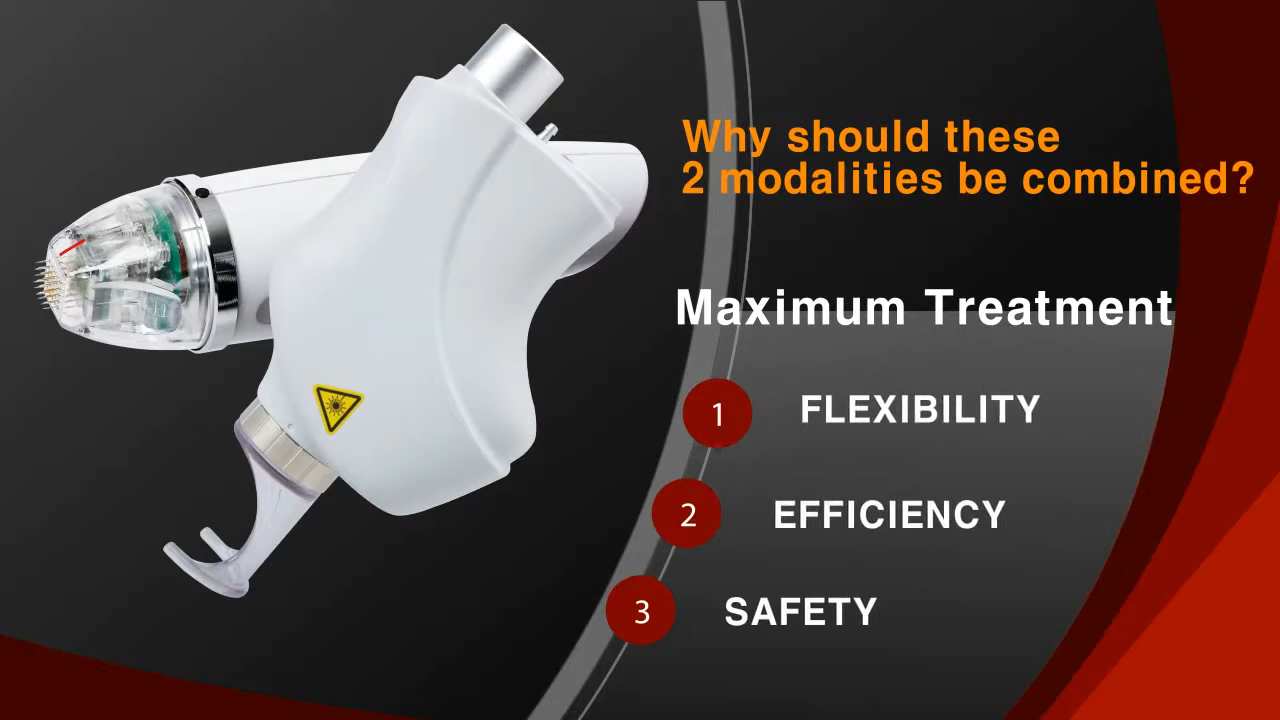 Why should these
2 modalities be combined?
Maximum Treatment
1 FLEXIBILITY
2 EFFICIENCY
3 SAFETY